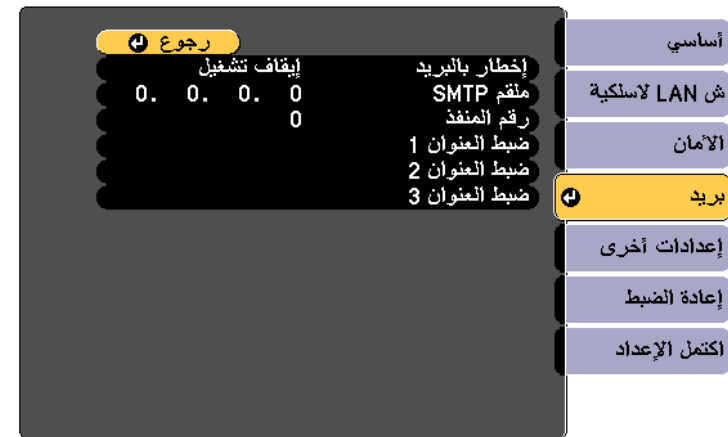 رجوع
إخطار بالبريد إيقاف تشغيل
ملقم SMTP 0. 0. 0. 0
رقم المنفذ 0
ضبط العنوان 1
ضبط العنوان 2
ضبط العنوان 3
أساسي
ش LAN لاسلكية
الأمان
بريد
إعدادات أخرى
إعادة الضبط
اكتمل الإعداد